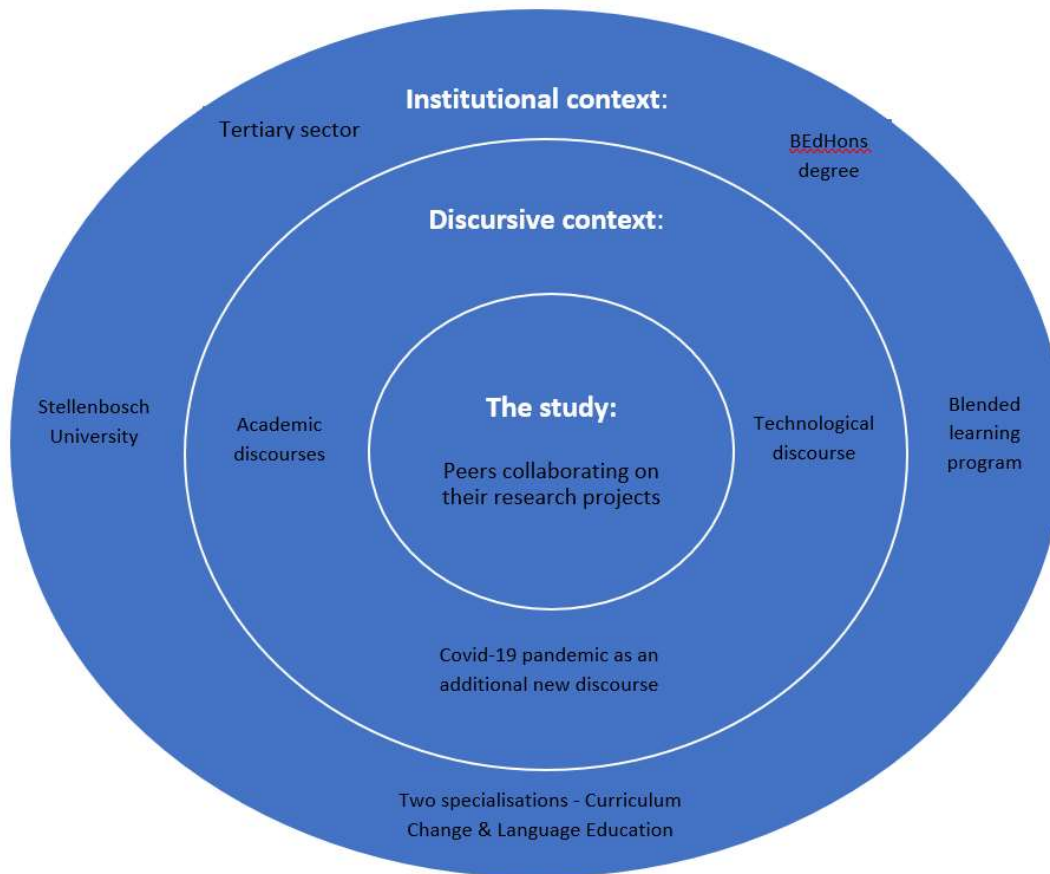 Institutional context:
Tertiary sector
BEdHons
degree
Discursive context:
Stellenbosch
University
Academic
discourses
The study:
Peers collaborating on
their research projects
Technological
discourse
Blended
learning
program
Covid-19 pandemic as an
additional new discourse
Two specialisations - Curriculum
Change & Language Education